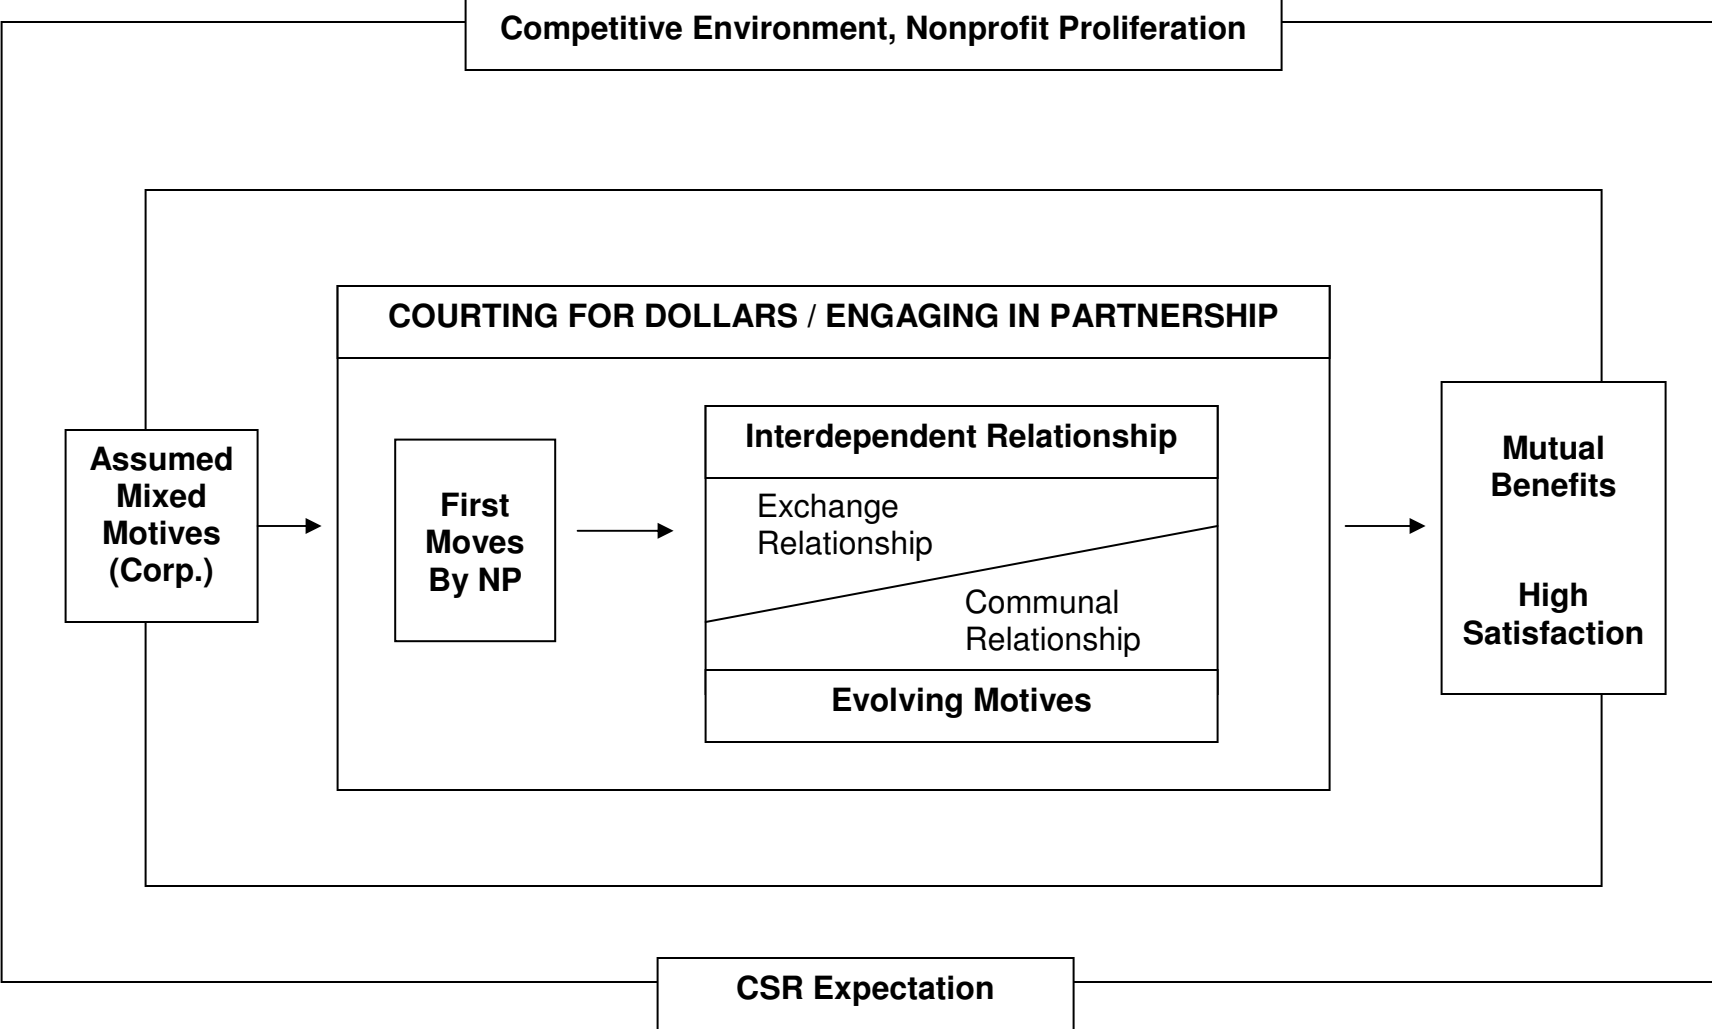 Competitive Environment, Nonprofit Proliferation
COURTING FOR DOLLARS / ENGAGING IN PARTNERSHIP
Assumed
Mixed
Motives
(Corp.)
First
Moves
By NP
Interdependent Relationship
Exchange
Relationship
Communal
Relationship
Evolving Motives
Mutual
Benefits
High
Satisfaction
CSR Expectation